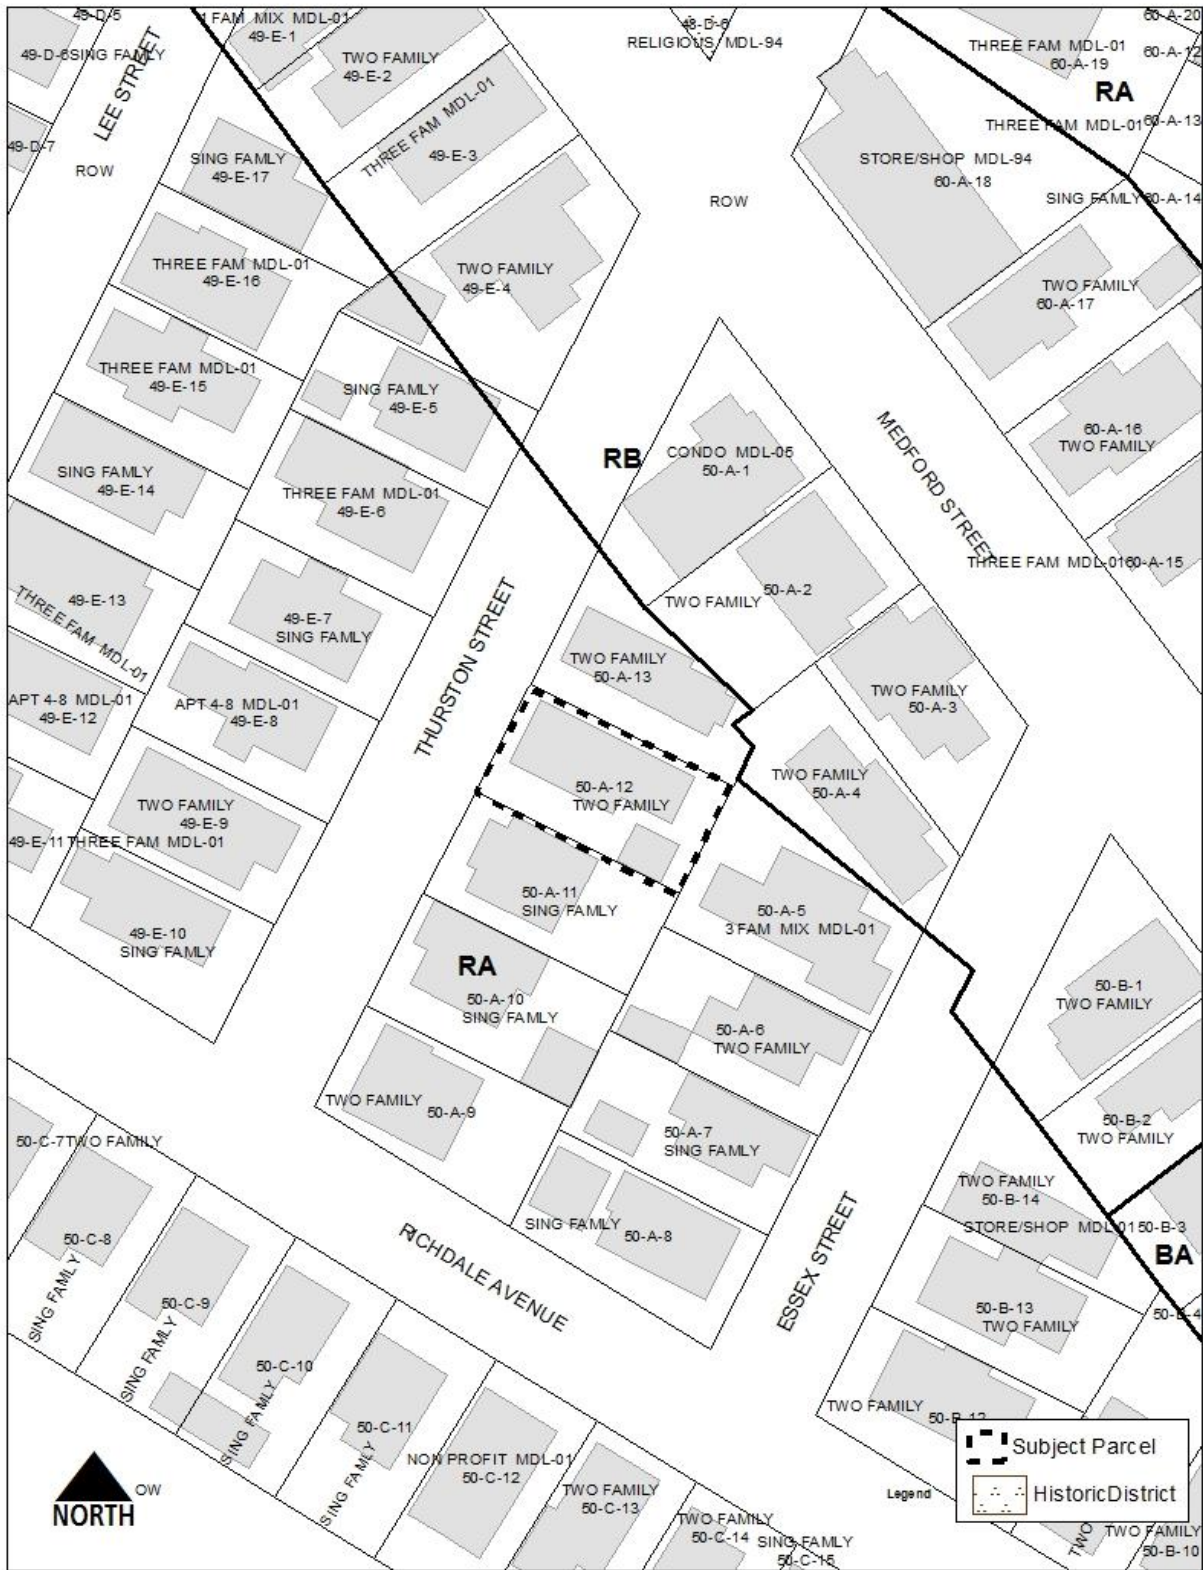 49-D-5
1 FAM MIX MDL-01
49-E-1
49-D-6 SING FAMLY
LEE STREET
TWO FAMILY
49-E-2
RELIGIOUS MDL-94
60-A-20
THREE FAM MDL-01
60-A-19
60-A-12
RA
60-A-13
THREE FAM MDL-01
49-D-7
ROW
SING FAMLY
49-E-17
THREE FAM MDL-01
49-E-3
STORE/SHOP MDL-94
60-A-18
SING FAMLY
60-A-14
ROW
THREE FAM MDL-01
49-E-16
TWO FAMILY
49-E-4
TWO FAMILY
60-A-17
THREE FAM MDL-01
49-E-15
SING FAMLY
49-E-5
MEDFORD STREET
60-A-16
TWO FAMILY
RB
CONDO MDL-05
50-A-1
SING FAMLY
49-E-14
THREE FAM MDL-01
49-E-6
THREE FAM MDL-01
60-A-15
49-E-13
THREE FAM MDL-01
49-E-7
SING FAMLY
THURSTON STREET
TWO FAMILY
50-A-2
TWO FAMILY
50-A-13
TWO FAMILY
50-A-3
APT 4-8 MDL-01
49-E-12
APT 4-8 MDL-01
49-E-8
50-A-12
TWO FAMILY
TWO FAMILY
50-A-4
TWO FAMILY
49-E-9
49-E-11
THREE FAM MDL-01
50-A-11
SING FAMLY
50-A-5
3 FAM MIX MDL-01
49-E-10
SING FAMLY
RA
50-A-10
SING FAMLY
50-A-6
TWO FAMILY
50-B-1
TWO FAMILY
TWO FAMILY
50-A-9
50-A-7
SING FAMLY
50-B-2
TWO FAMILY
50-C-7
TWO FAMILY
SING FAMLY
50-A-8
TWO FAMILY
50-B-14
STORE/SHOP MDL-01
50-B-3
BA
50-C-8
SING FAMLY
RICHDALE AVENUE
ESSEX STREET
50-C-9
SING FAMLY
50-B-13
TWO FAMILY
50-B-4
50-C-10
SING FAMLY
50-C-11
SING FAMLY
TWO FAMILY
50-B-12
NON PROFIT MDL-01
50-C-12
TWO FAMILY
50-C-13
TWO FAMILY
50-C-14
SING FAMLY
50-C-15
TWO
TWO FAMILY
50-B-10
OW
NORTH
Legend
Subject Parcel
HistoricDistrict